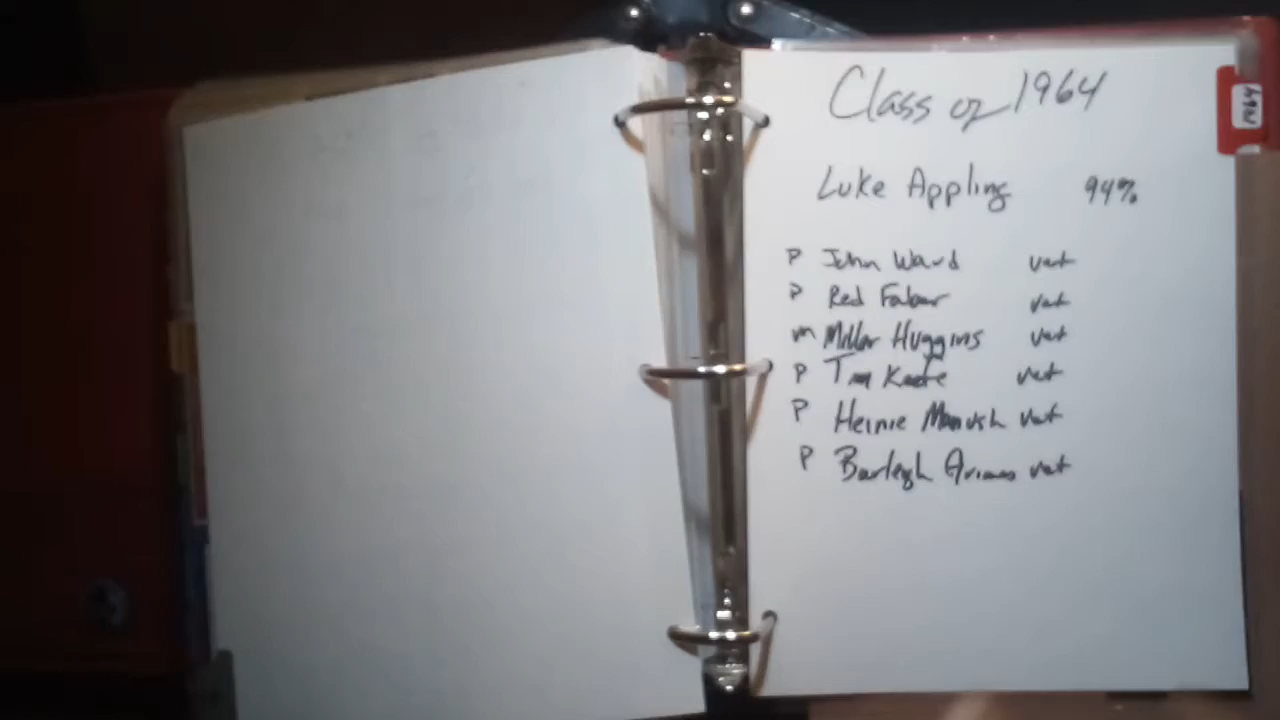 Class of 1964
1964
Luke Appling 94%
P John Ward vet
P Red Faber vet
m Miller Huggins vet
P Tim Keefe vet
P Heinie Manush vet
P Burleigh Grimes vet